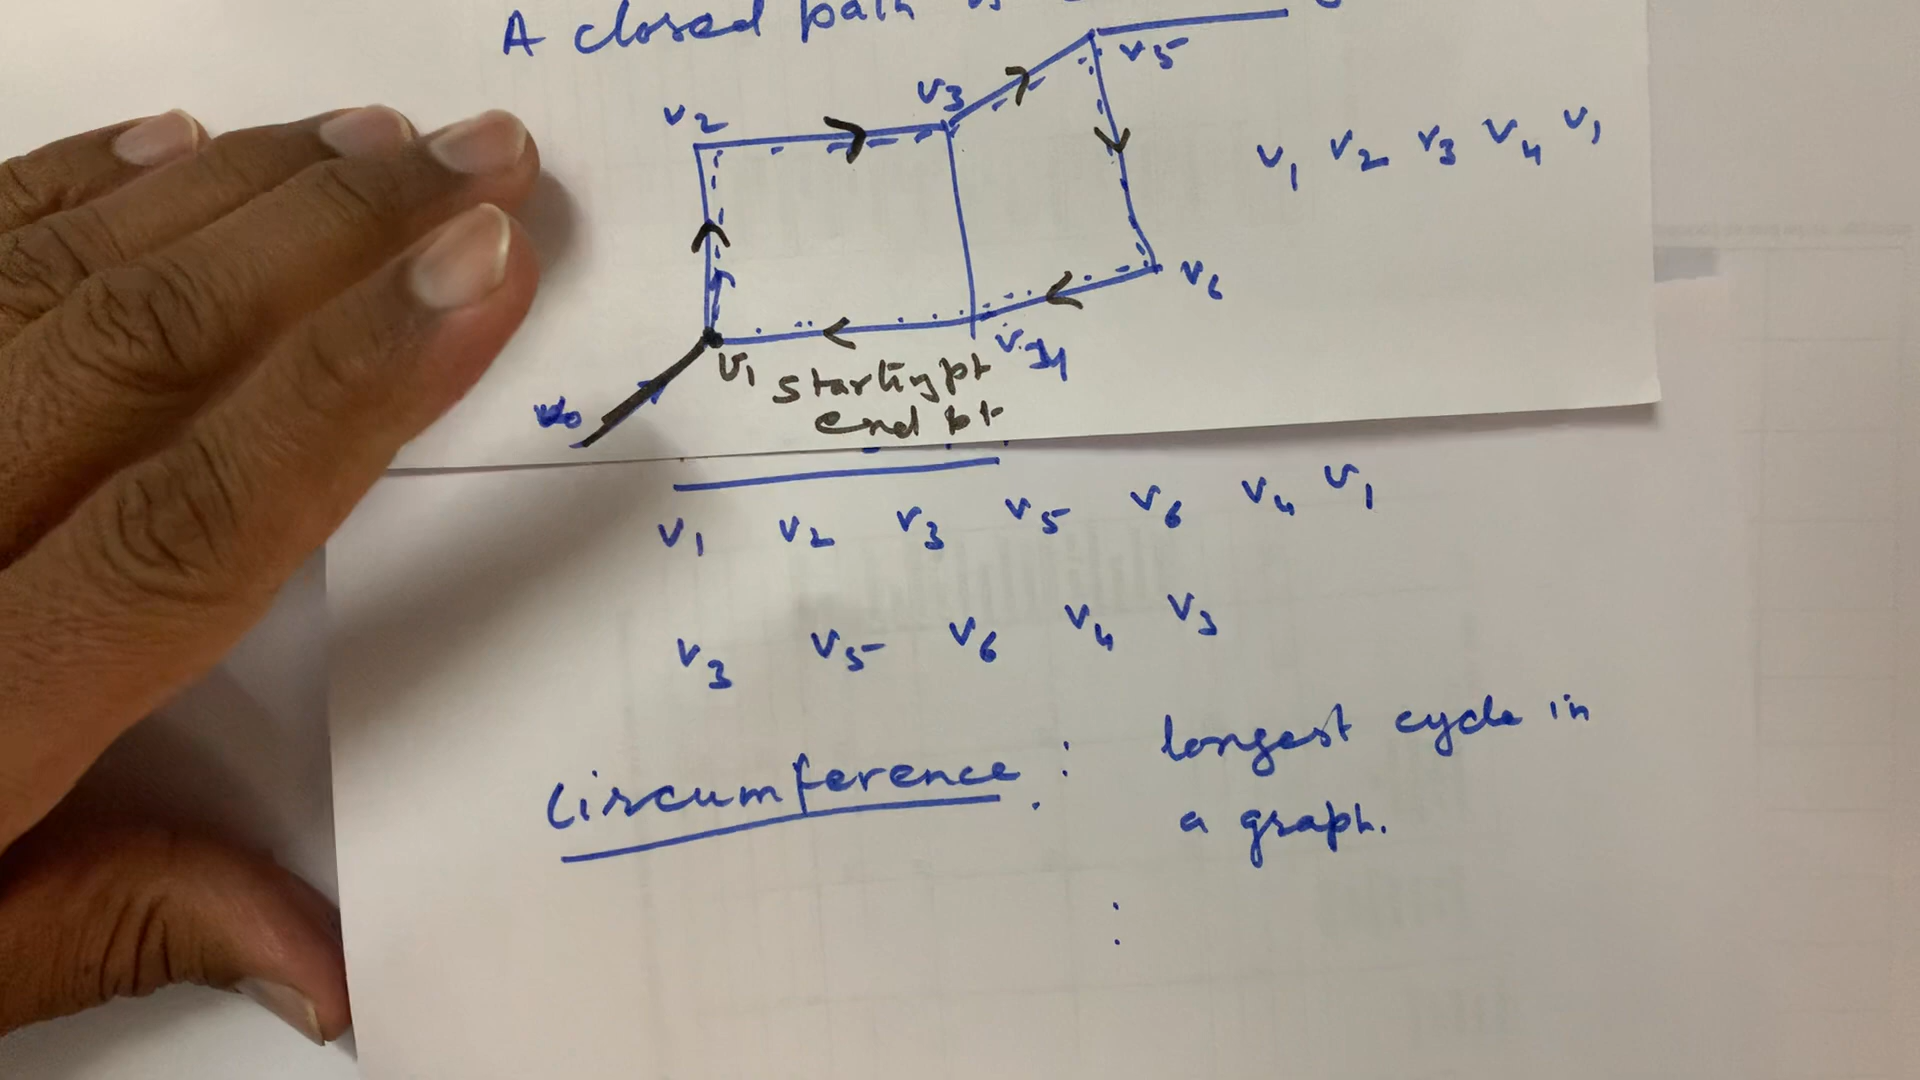 A closed path
v5
v3
v2
v1 v2 v3 v4 v1
v6
v4
v1
starting pt
end pt
v0
v1 v2 v3 v5 v6 v4 v1
v3 v5 v6 v4 v3
circumference : longest cycle in
a graph.
: